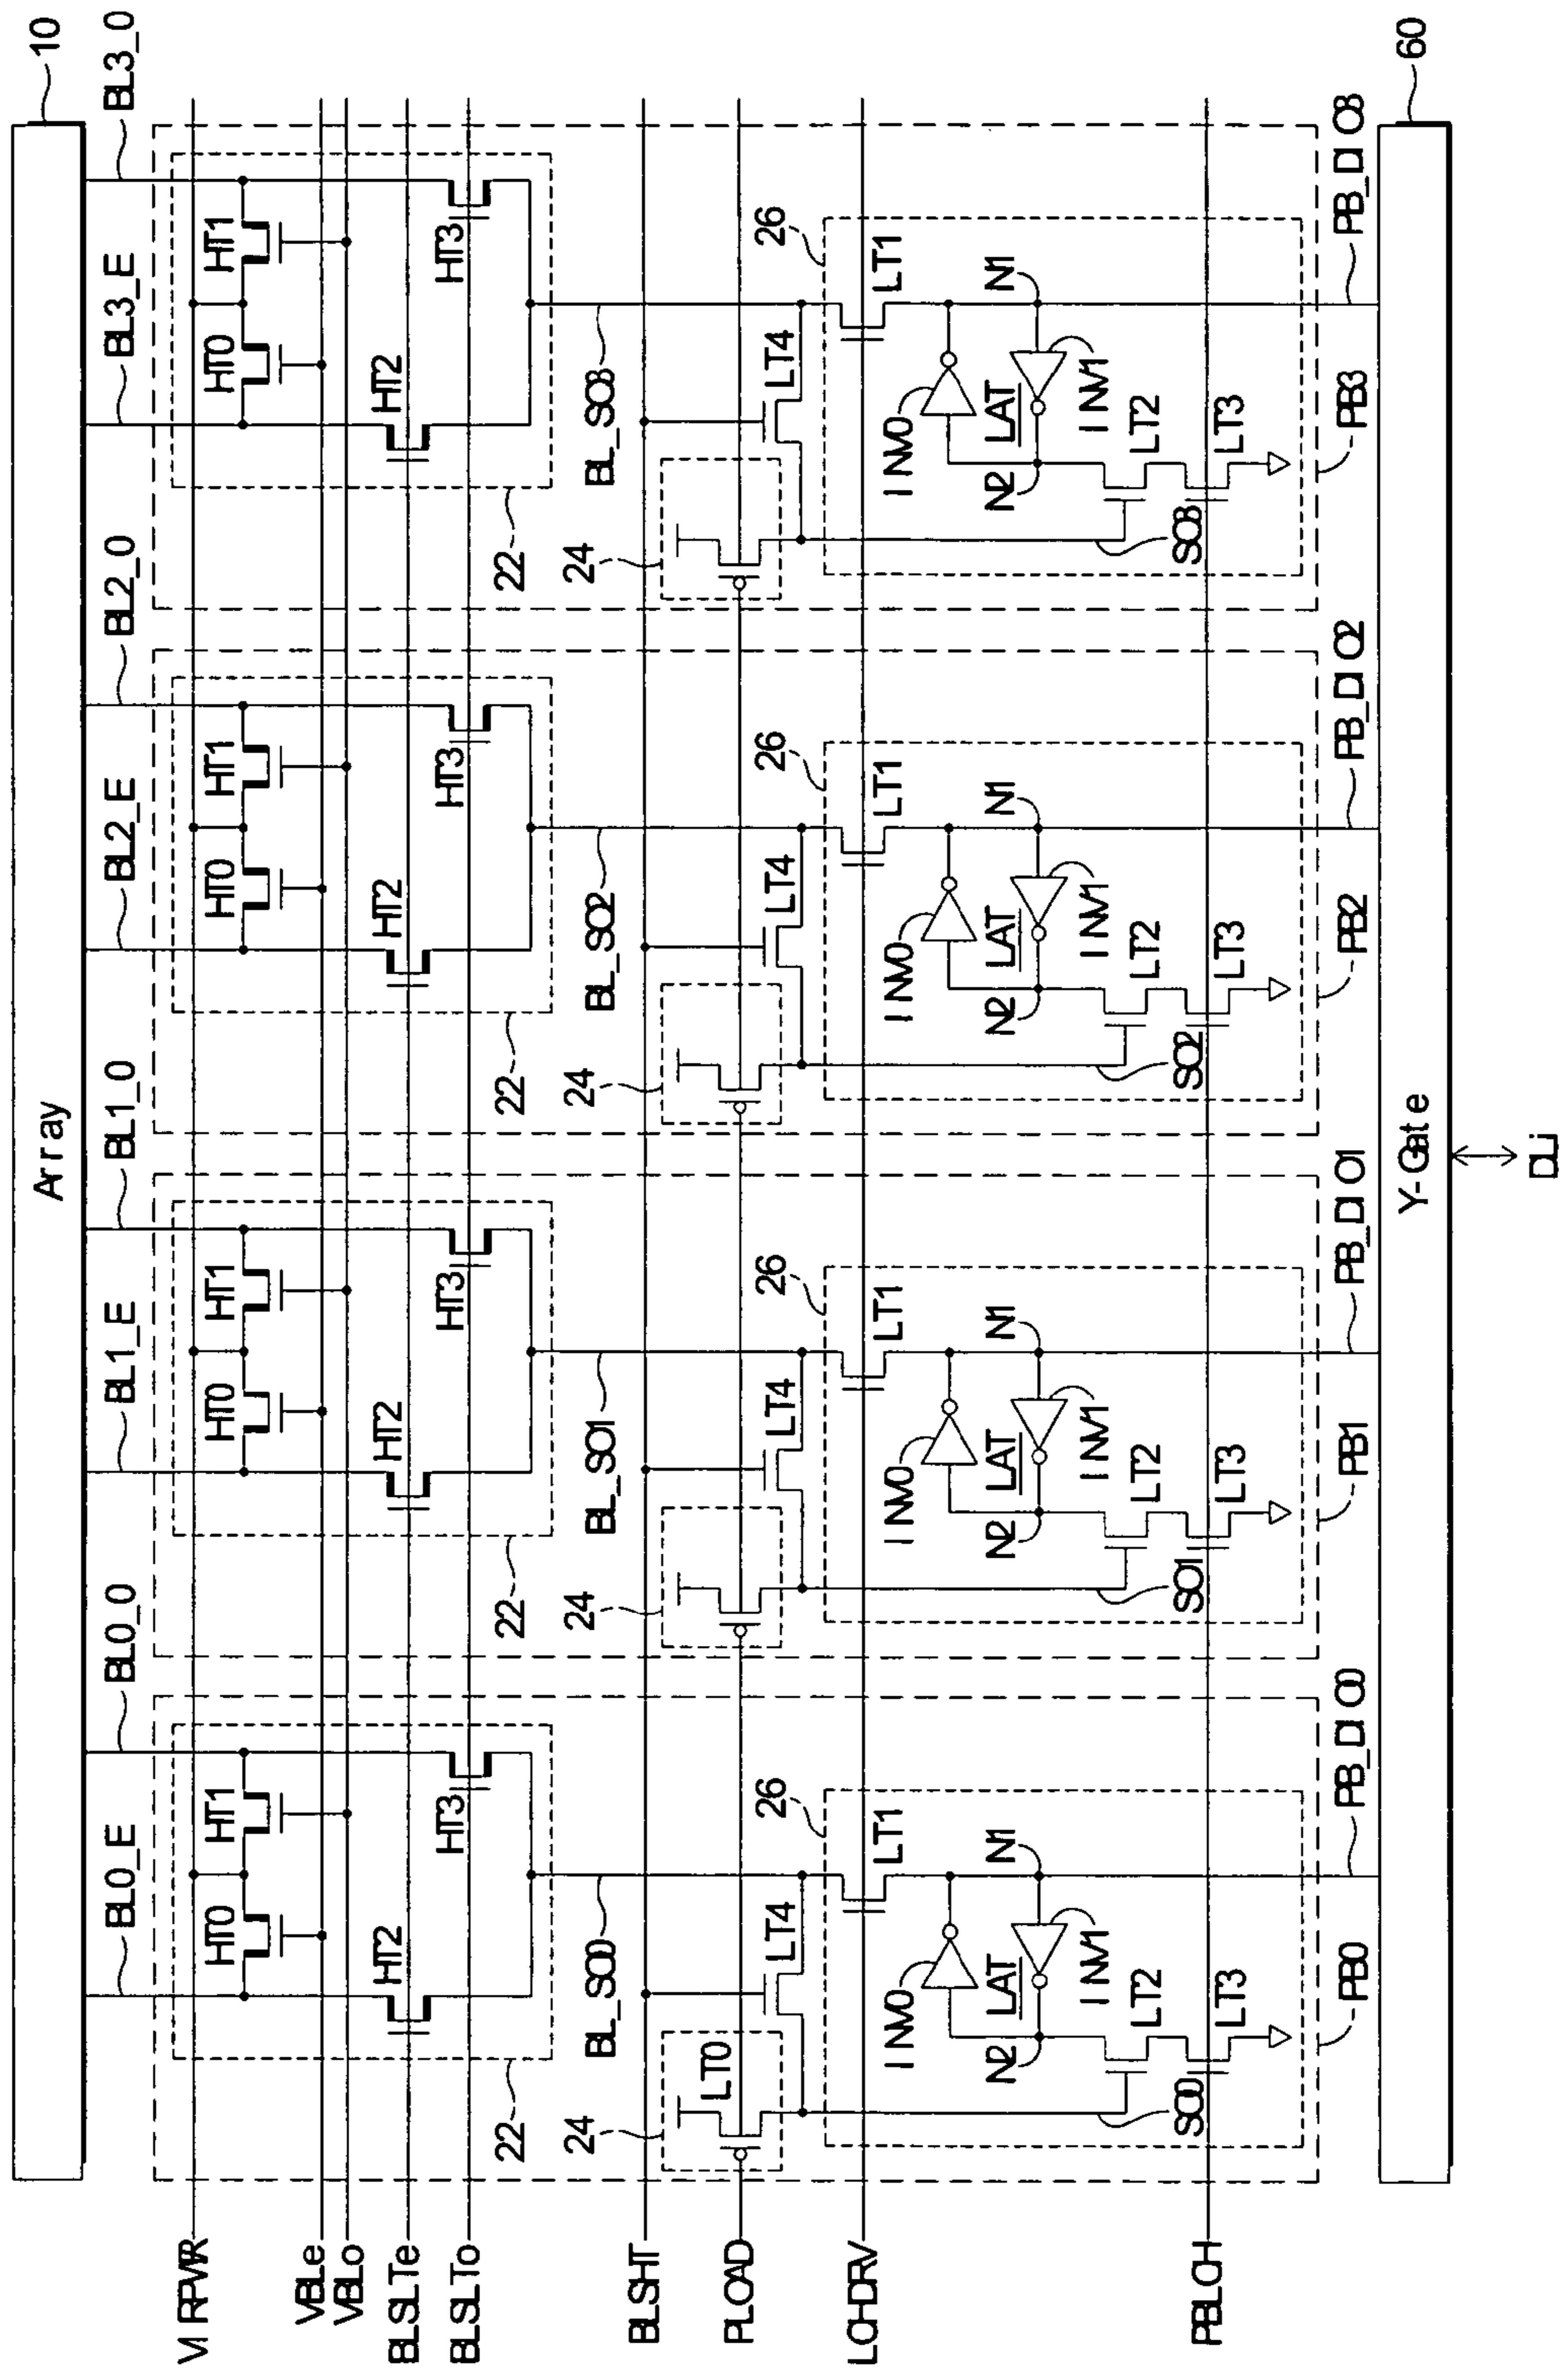 Array
10
BL0_E
BL0_0
BL1_E
BL1_0
BL2_E
BL2_0
BL3_E
BL3_0
VIRPWR
HT0
HT1
HT0
HT1
HT0
HT1
HT0
HT1
VBLe
VBLo
BLSLTe
HT2
HT2
HT2
HT2
BLSLTo
HT3
HT3
HT3
HT3
22
22
22
22
24
BL_SO0
24
BL_SO1
24
BL_SO2
24
BL_SO3
BLSHT
LT0
LT4
LT4
LT4
LT4
PLOAD
26
26
26
26
LCHDRV
LT1
LT1
LT1
LT1
INV0
INV0
INV0
INV0
N2
LAT
N1
N2
LAT
N1
N2
LAT
N1
N2
LAT
N1
INV1
INV1
INV1
INV1
LT2
LT2
LT2
LT2
SO0
SO1
SO2
SO3
PBLCH
LT3
LT3
LT3
LT3
PB0
PB_DIO0
PB1
PB_DIO1
PB2
PB_DIO2
PB3
PB_DIO3
Y-Gate
60
DLi